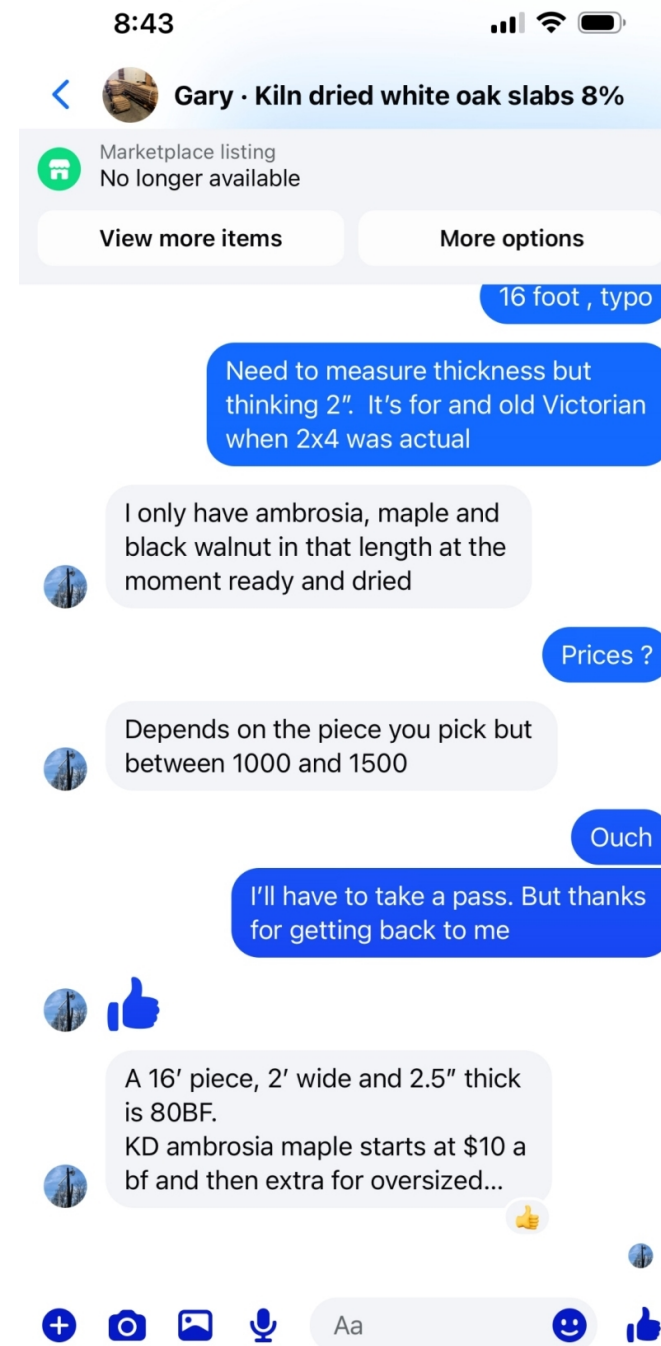 8:43
Gary · Kiln dried white oak slabs 8%
Marketplace listing
No longer available
View more items
More options
16 foot , typo
Need to measure thickness but
thinking 2”.  It’s for and old Victorian
when 2x4 was actual
I only have ambrosia, maple and
black walnut in that length at the
moment ready and dried
Prices ?
Depends on the piece you pick but
between 1000 and 1500
Ouch
I’ll have to take a pass. But thanks
for getting back to me
A 16’ piece, 2’ wide and 2.5” thick
is 80BF.
KD ambrosia maple starts at $10 a
bf and then extra for oversized...
Aa